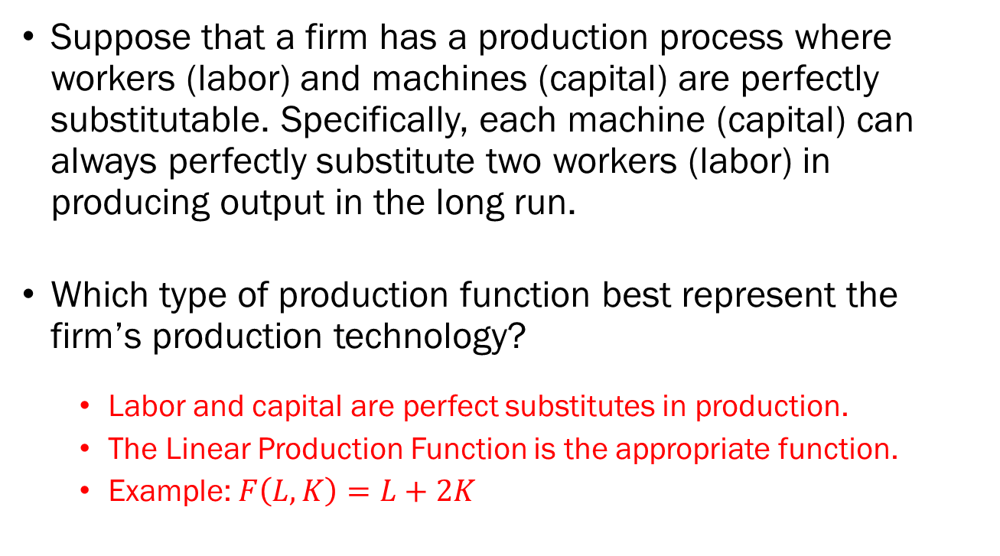 • Suppose that a firm has a production process where
workers (labor) and machines (capital) are perfectly
substitutable. Specifically, each machine (capital) can
always perfectly substitute two workers (labor) in
producing output in the long run.
• Which type of production function best represent the
firm’s production technology?
• Labor and capital are perfect substitutes in production.
• The Linear Production Function is the appropriate function.
• Example: 𝐹(𝐿, 𝐾) = 𝐿 + 2𝐾